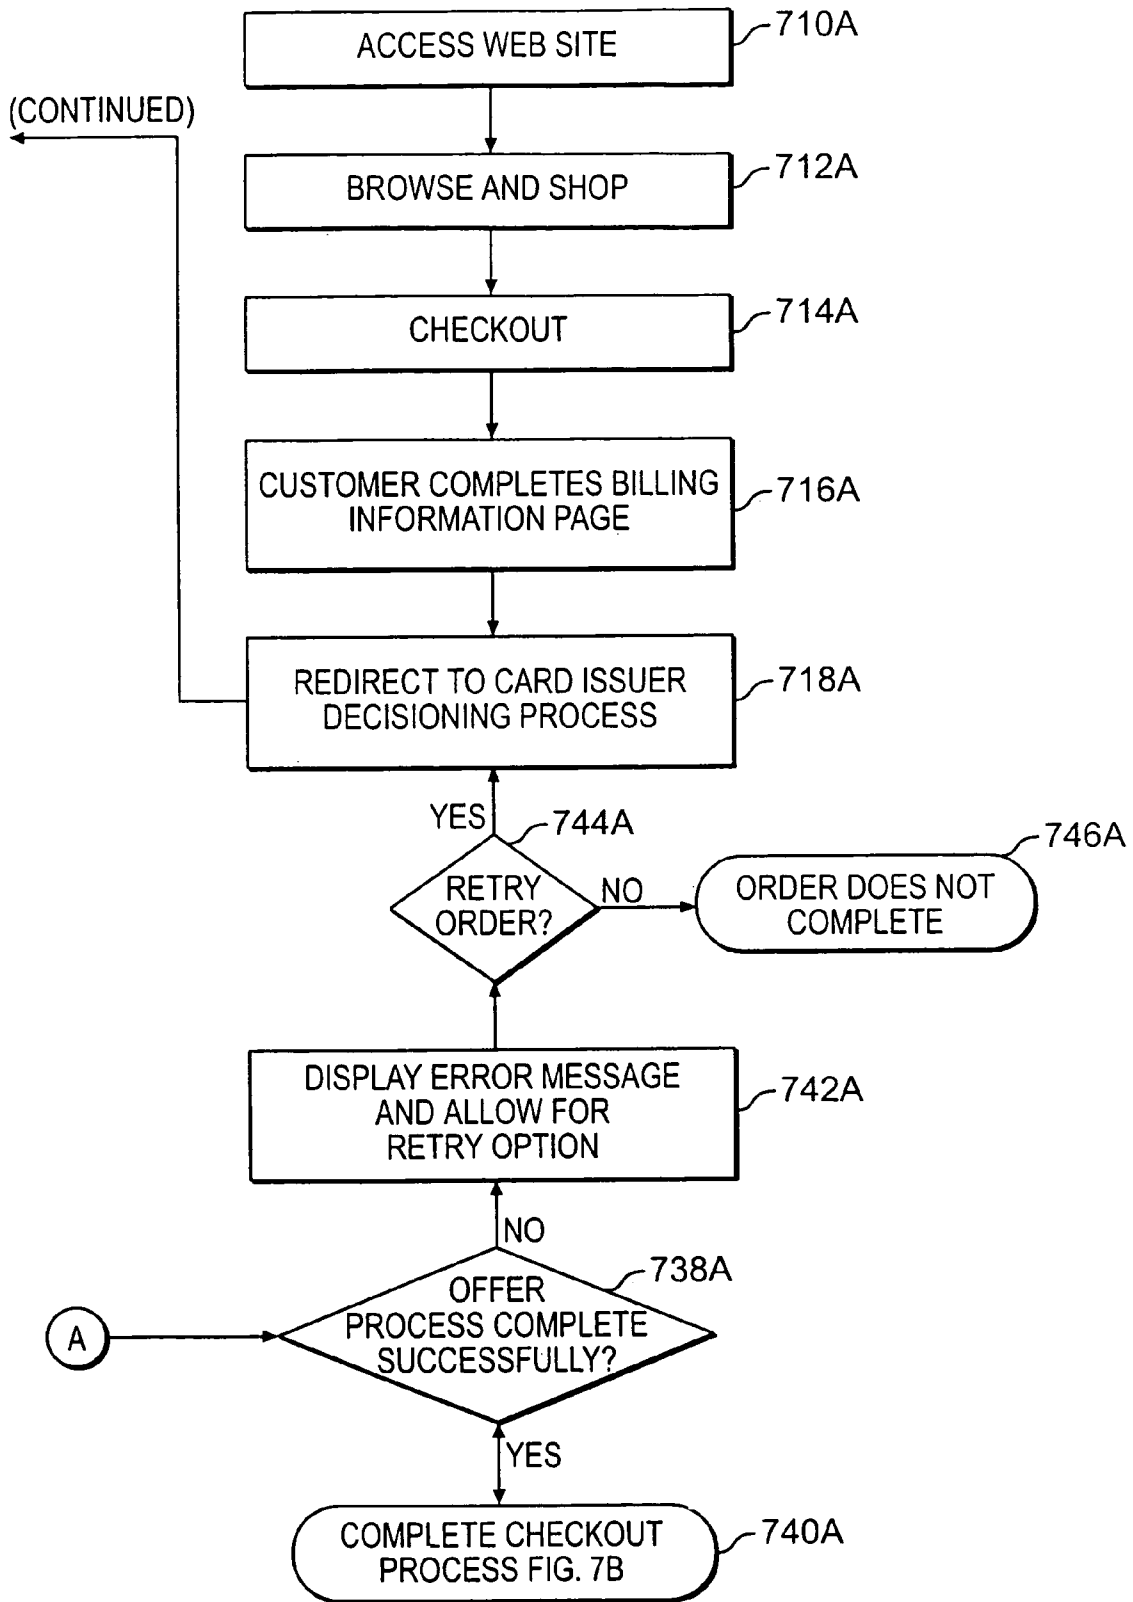 ACCESS WEB SITE
710A
(CONTINUED)
BROWSE AND SHOP
712A
CHECKOUT
714A
CUSTOMER COMPLETES BILLING
INFORMATION PAGE
716A
REDIRECT TO CARD ISSUER
DECISIONING PROCESS
718A
YES
744A
RETRY
ORDER?
NO
746A
ORDER DOES NOT
COMPLETE
DISPLAY ERROR MESSAGE
AND ALLOW FOR
RETRY OPTION
742A
NO
738A
OFFER
PROCESS COMPLETE
SUCCESSFULLY?
A
YES
COMPLETE CHECKOUT
PROCESS FIG. 7B
740A